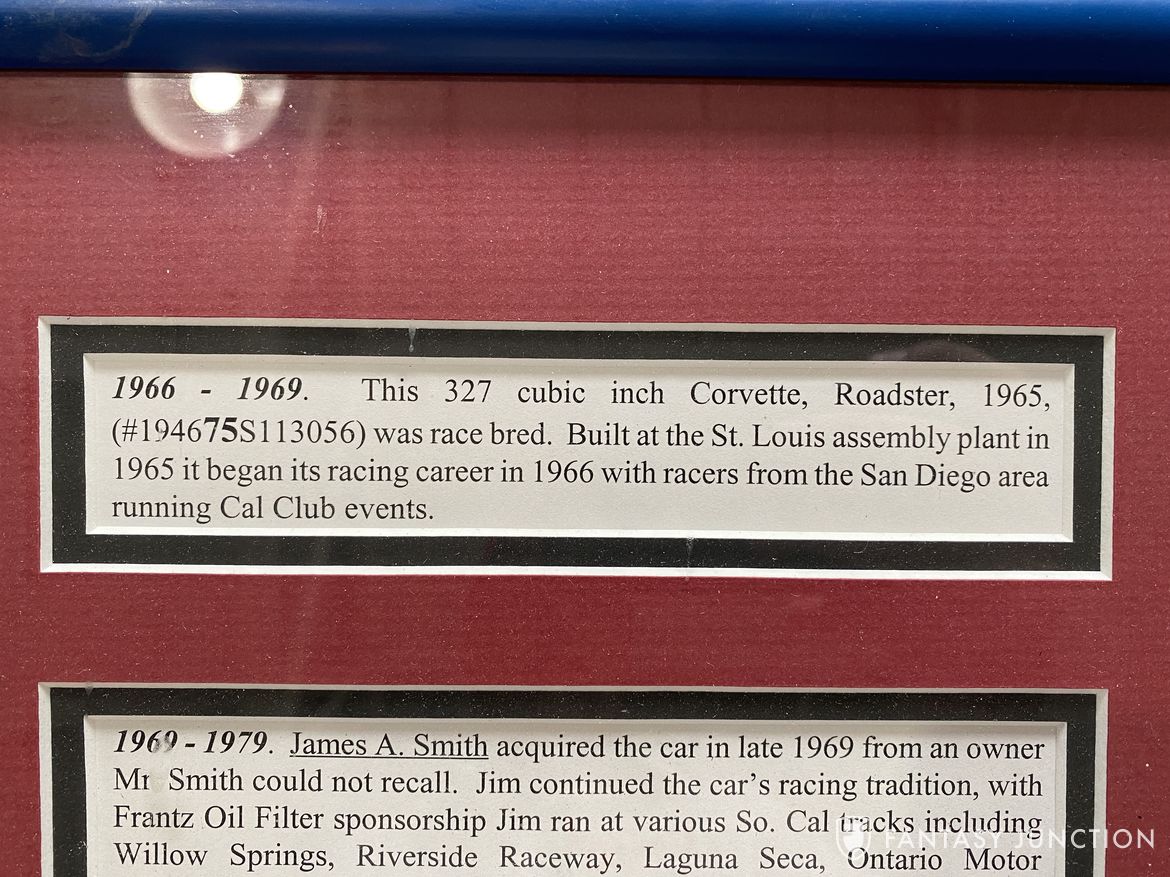 1966 - 1969. This 327 cubic inch Corvette, Roadster, 1965,
(#194675S113056) was race bred. Built at the St. Louis assembly plant in
1965 it began its racing career in 1966 with racers from the San Diego area
running Cal Club events.
1969 - 1979. James A. Smith acquired the car in late 1969 from an owner
Mr Smith could not recall. Jim continued the car's racing tradition, with
Frantz Oil Filter sponsorship Jim ran at various So. Cal tracks including
Willow Springs, Riverside Raceway, Laguna Seca, Ontario Motor
FANTASY JUNCTION